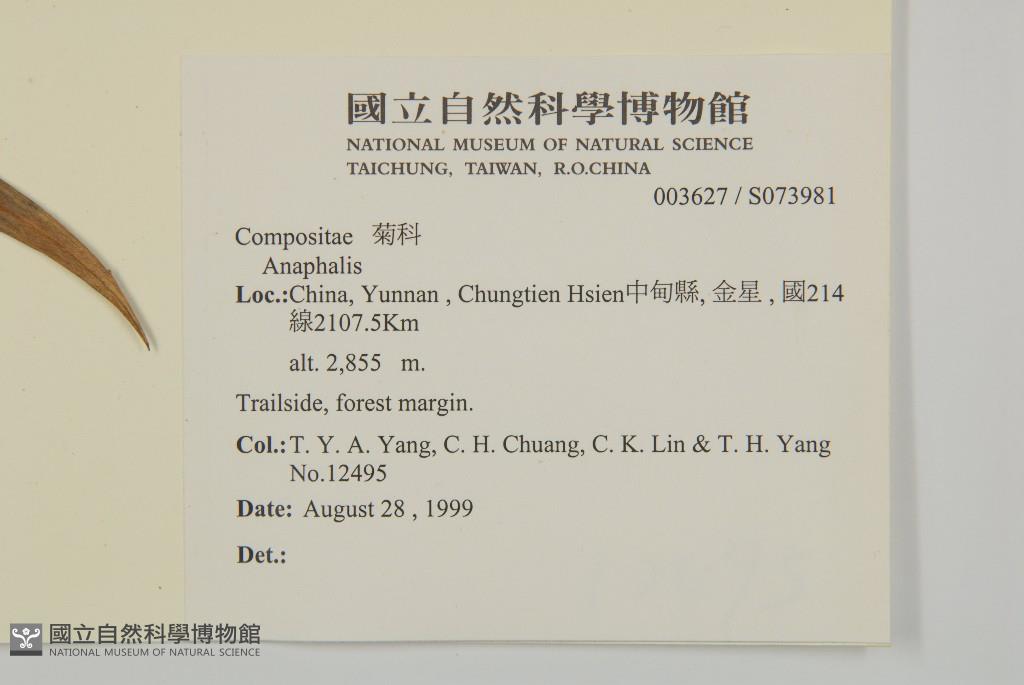 國立自然科學博物館
NATIONAL MUSEUM OF NATURAL SCIENCE
TAICHUNG, TAIWAN, R.O.CHINA
003627 / S073981
Compositae 菊科
Anaphalis
Loc.:China, Yunnan , Chungtien Hsien中甸縣, 金星 , 國214
線2107.5Km
alt. 2,855 m.
Trailside, forest margin.
Col.:T. Y. A. Yang, C. H. Chuang, C. K. Lin & T. H. Yang
No.12495
Date: August 28 , 1999
Det.:
國立自然科學博物館
NATIONAL MUSEUM OF NATURAL SCIENCE